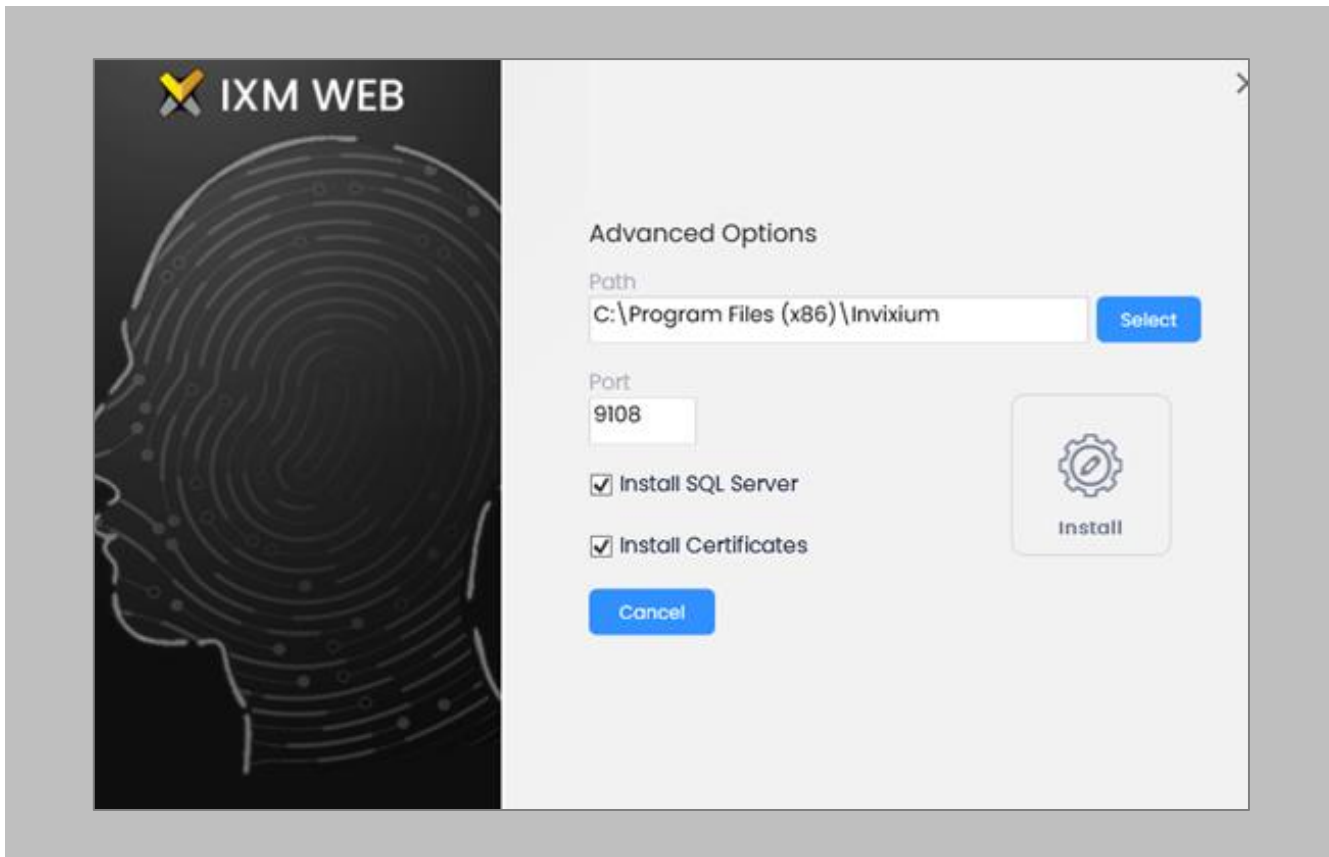 IXM WEB
Advanced Options
Path
C:\Program Files (x86)\Invixium
Select
Port
9108
Install SQL Server
Install
Install Certificates
Cancel